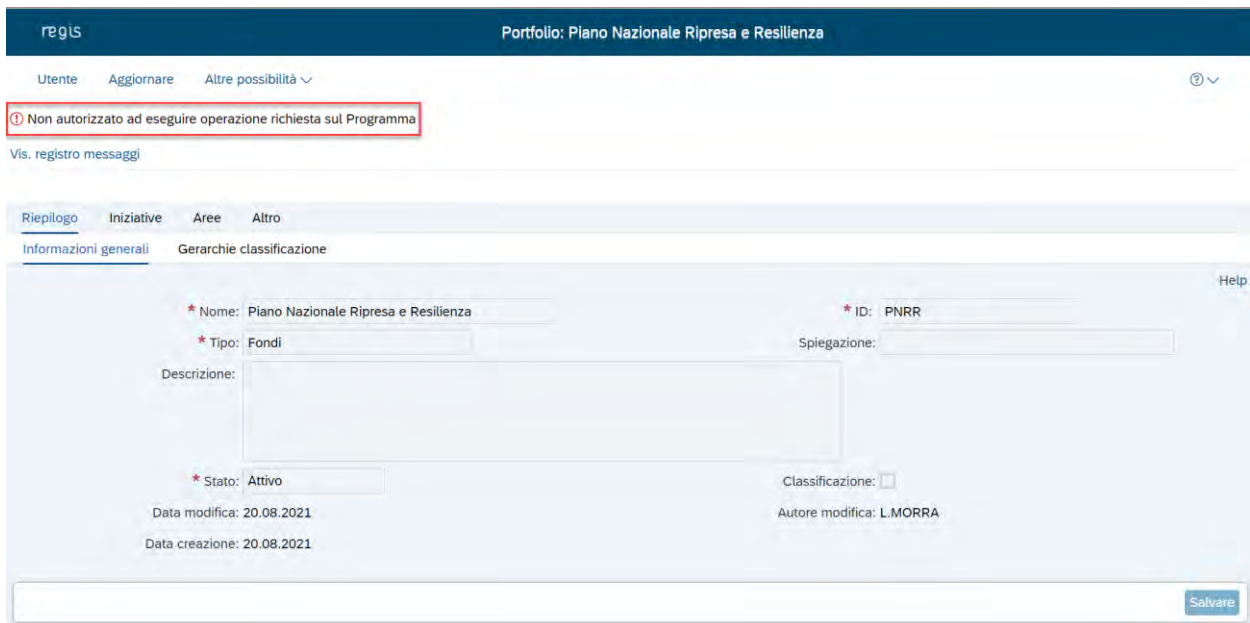 regis
Portfolio: Piano Nazionale Ripresa e Resilienza
Utente Aggiornare Altre possibilità
Non autorizzato ad eseguire operazione richiesta sul Programma
Vis. registro messaggi
Riepilogo Iniziative Aree Altro
Informazioni generali Gerarchie classificazione
Help
* Nome: Piano Nazionale Ripresa e Resilienza * ID: PNRR
* Tipo: Fondi Spiegazione:
Descrizione:
* Stato: Attivo Classificazione:
Data modifica: 20.08.2021 Autore modifica: L.MORRA
Data creazione: 20.08.2021
Salvare